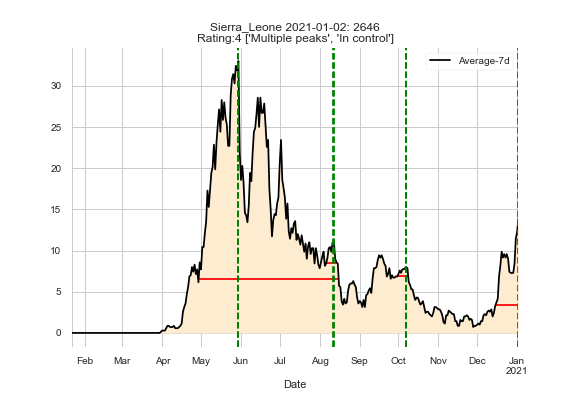 Sierra_Leone 2021-01-02: 2646
Rating:4 ['Multiple peaks', 'In control']
Average-7d
30
25
20
15
10
5
0
Feb Mar Apr May Jun Jul Aug Sep Oct Nov Dec Jan
2021
Date